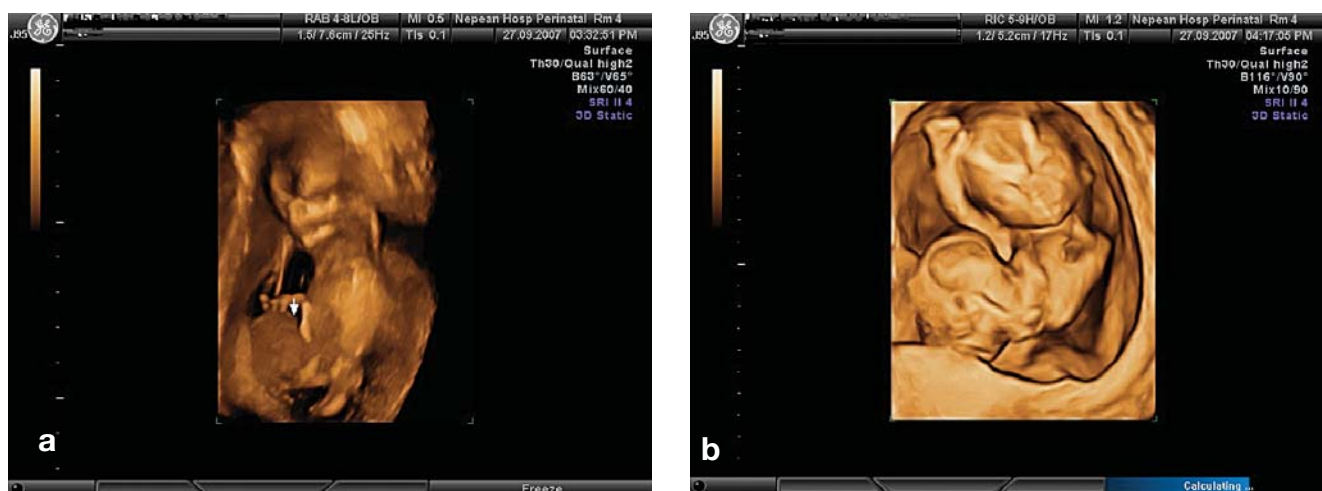 RAB 4-8L/OB MI 0.5 Nepean Hosp Perinatal Rm 4
J95 GE 1.5/7.6cm / 25Hz TIs 0.1 27.09.2007 03:32:51 PM
Surface
Th30/Qual high2
B63°/V65°
Mix60/40
SRI II 4
3D Static
a
Freeze
RIC 5-9H/OB MI 1.2 Nepean Hosp Perinatal Rm 4
J95 GE 1.2/5.2cm / 17Hz TIs 0.1 27.09.2007 04:17:05 PM
Surface
Th30/Qual high2
B116°/V90°
Mix10/90
SRI II 4
3D Static
b
Calculating ...